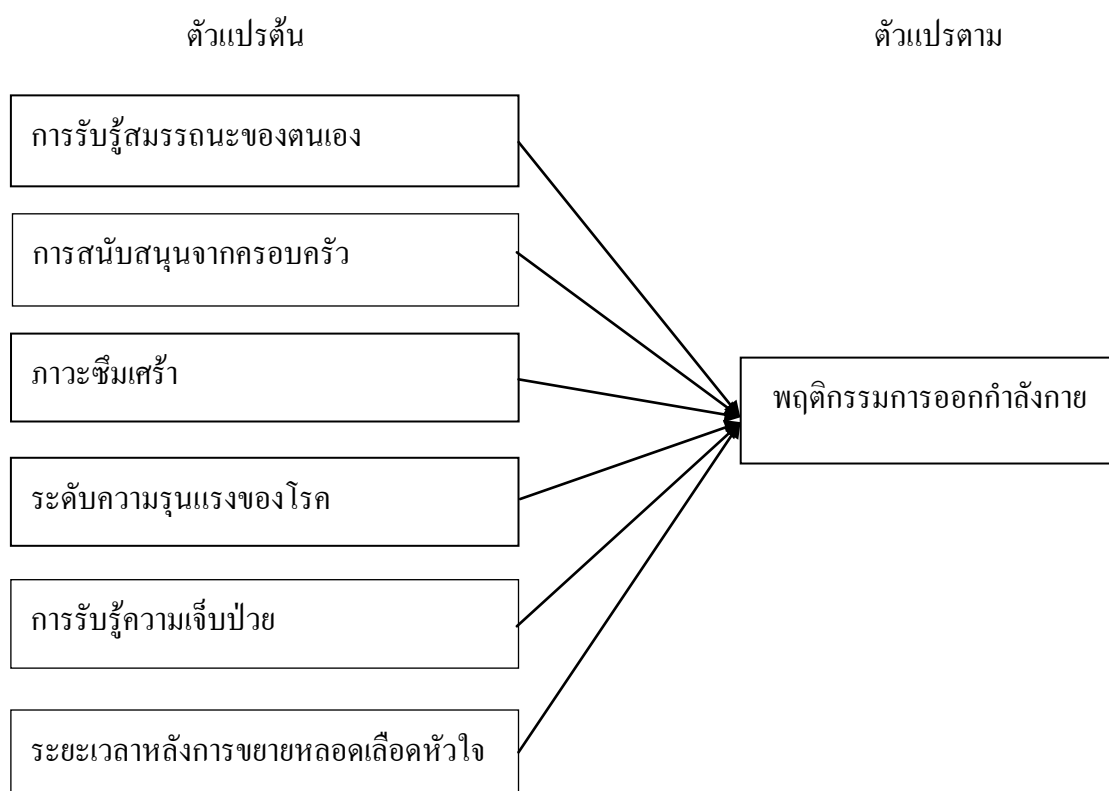 ตัวแปรต้น ตัวแปรตาม
การรับรู้สมรรถนะของตนเอง
การสนับสนุนจากครอบครัว
ภาวะซึมเศร้า
พฤติกรรมการออกกำลังกาย
ระดับความรุนแรงของโรค
การรับรู้ความเจ็บป่วย
ระยะเวลาหลังการขยายหลอดเลือดหัวใจ